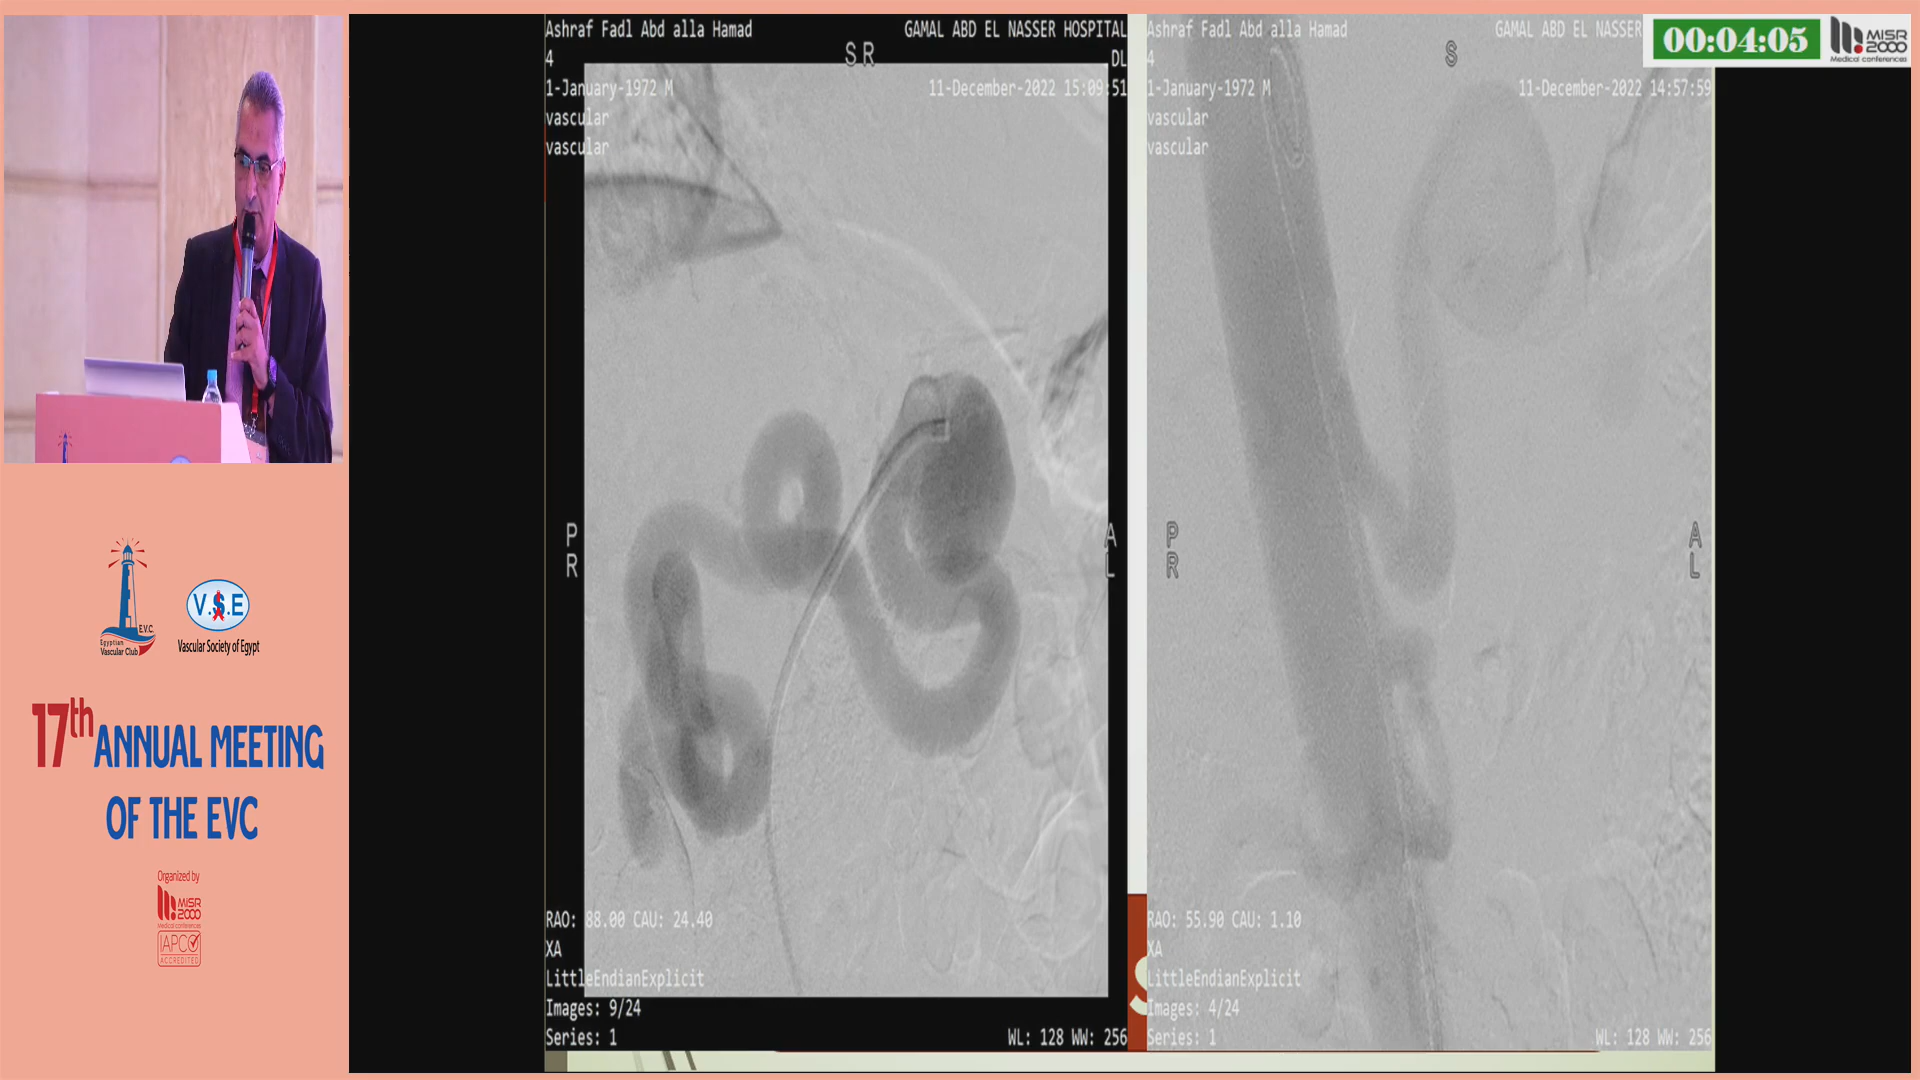 Ashraf Fadl Abd alla Hamad
GAMAL ABD EL NASSER HOSPITAL
4
S R
DL
1-January-1972 M
11-December-2022 15:09:51
vascular
vascular
P
R
A
L
RAO: 88.00 CAU: 24.40
XA
LittleEndianExplicit
Images: 9/24
Series: 1
WL: 128 WW: 256
Ashraf Fadl Abd alla Hamad
GAMAL ABD EL NASSER
4
S
1-January-1972 M
11-December-2022 14:57:59
vascular
vascular
P
R
A
L
RAO: 55.90 CAU: 1.10
XA
LittleEndianExplicit
Images: 4/24
Series: 1
WL: 128 WW: 256
S
00:04:05
MISR
2000
Medical conferences
E.V.C.
Egyptian
Vascular Club
V.S.E
Vascular Society of Egypt
17th ANNUAL MEETING
OF THE EVC
Organized by
MISR
2000
Medical conferences
IAPCO
ACCREDITED